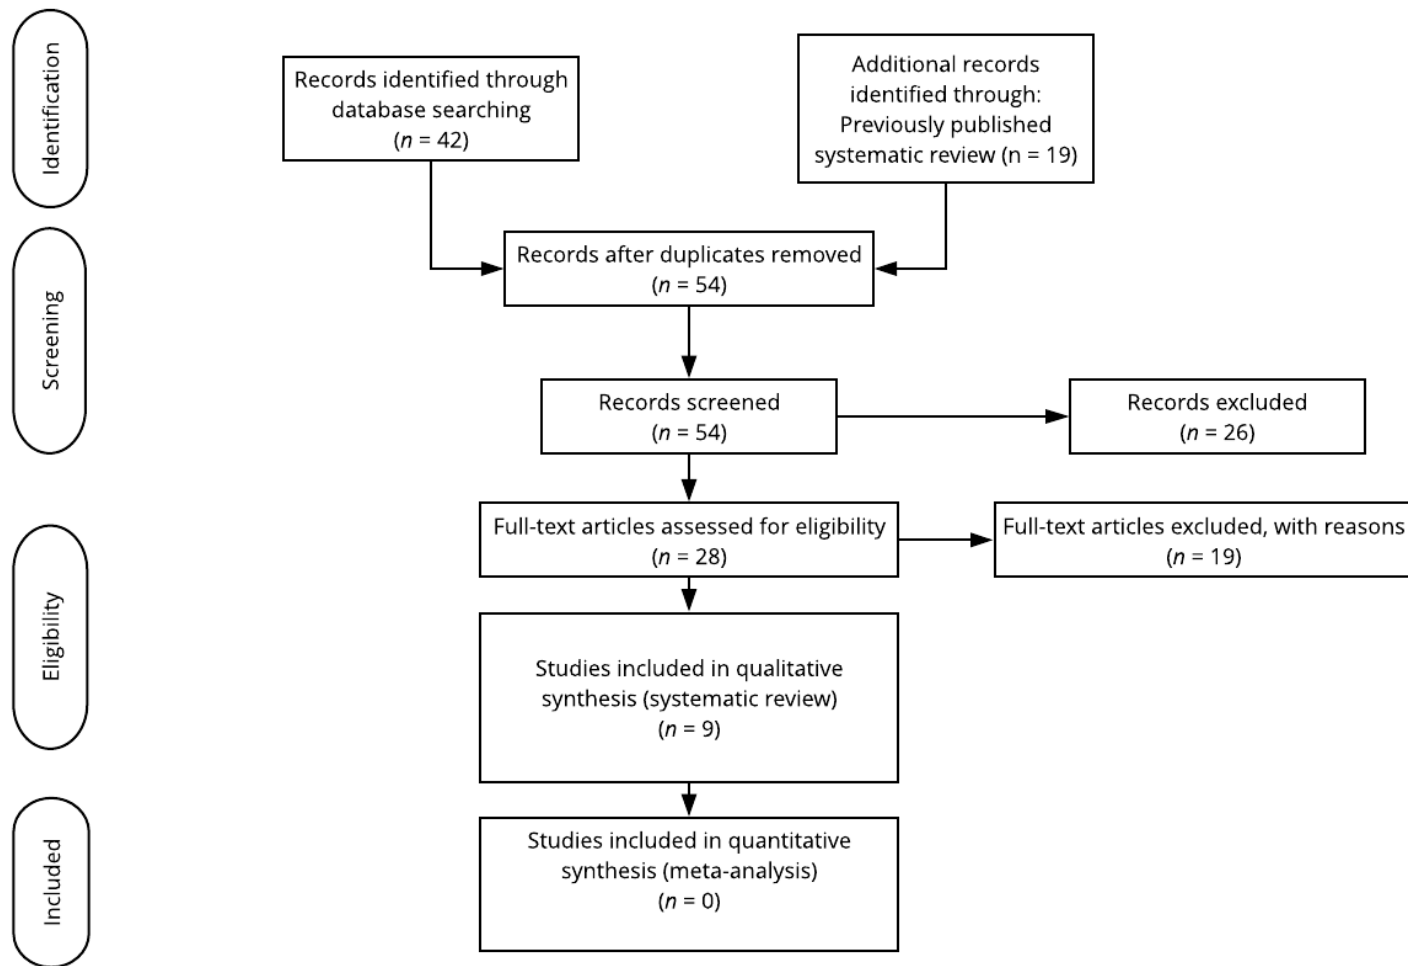 Identification
Records identified through
database searching
(n = 42)
Additional records
identified through:
Previously published
systematic review (n = 19)
Screening
Records after duplicates removed
(n = 54)
Records screened
(n = 54)
Records excluded
(n = 26)
Eligibility
Full-text articles assessed for eligibility
(n = 28)
Full-text articles excluded, with reasons
(n = 19)
Studies included in qualitative
synthesis (systematic review)
(n = 9)
Included
Studies included in quantitative
synthesis (meta-analysis)
(n = 0)